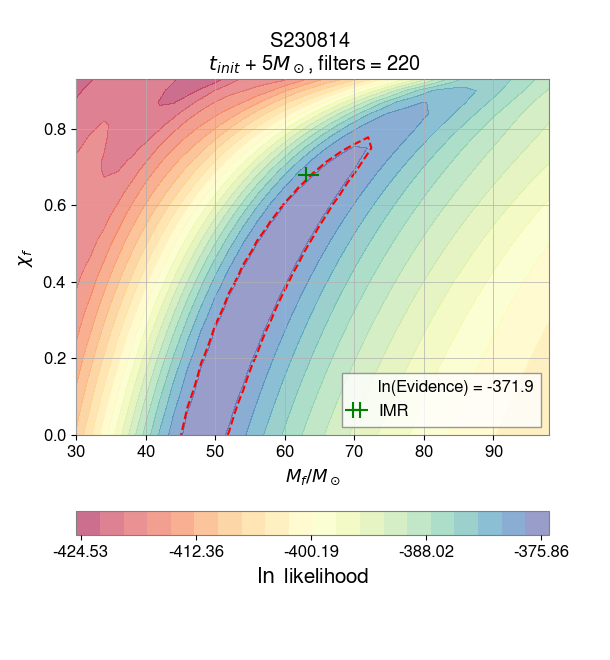 S230814
t_init + 5M_⊙, filters = 220
χ_f
0.8
0.6
0.4
0.2
0.0
30 40 50 60 70 80 90
M_f/M_⊙
ln(Evidence) = -371.9
IMR
-424.53 -412.36 -400.19 -388.02 -375.86
ln likelihood